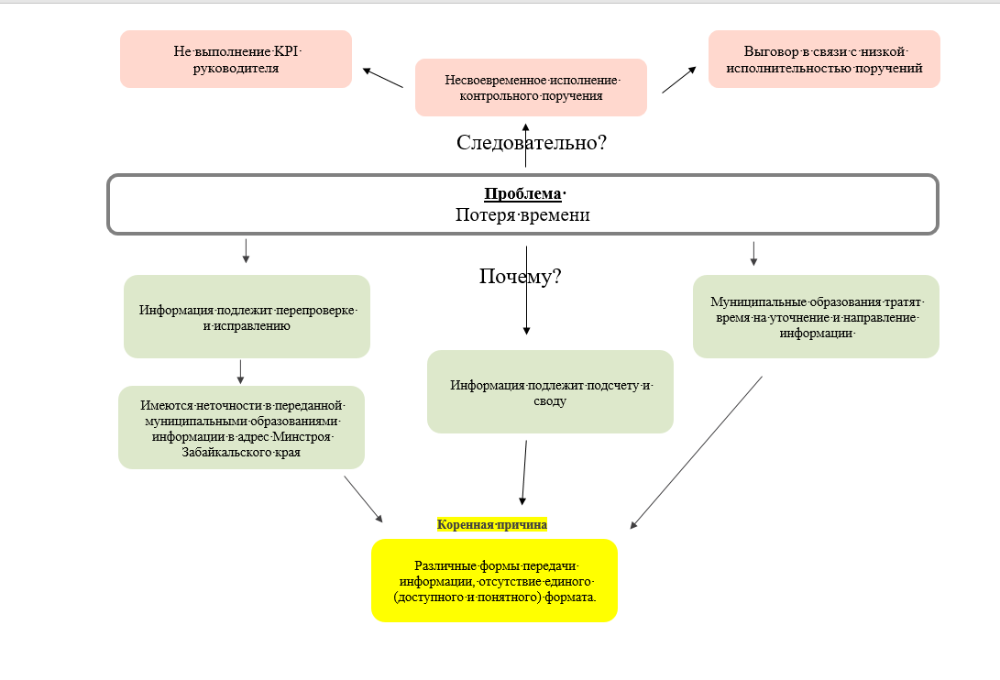 Не выполнение KPI
руководителя
Выговор в связи с низкой
исполнительностью поручений
Несвоевременное исполнение
контрольного поручения
Следовательно?
Проблема
Потеря времени
Почему?
Информация подлежит перепроверке
и исправлению
Муниципальные образования тратят
время на уточнение и направление
информации
Информация подлежит подсчету и
своду
Имеются неточности в переданной
муниципальными образованиями
информации в адрес Минстроя
Забайкальского края
Коренная причина
Различные формы передачи
информации, отсутствие единого
(доступного и понятного) формата.